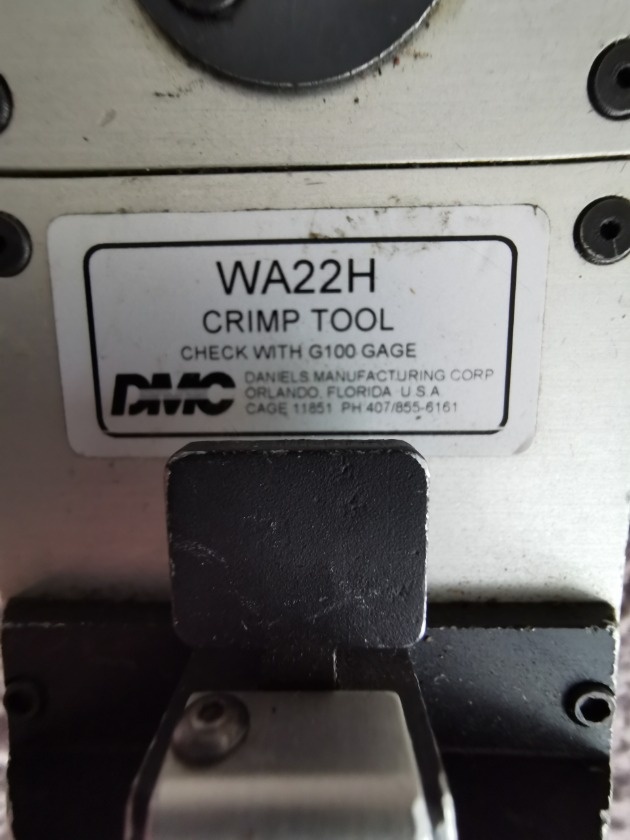 WA22H
CRIMP TOOL
CHECK WITH G100 GAGE
DMC
DANIELS MANUFACTURING CORP
ORLANDO, FLORIDA U.S.A.
CAGE 11851 PH 407/855-6161